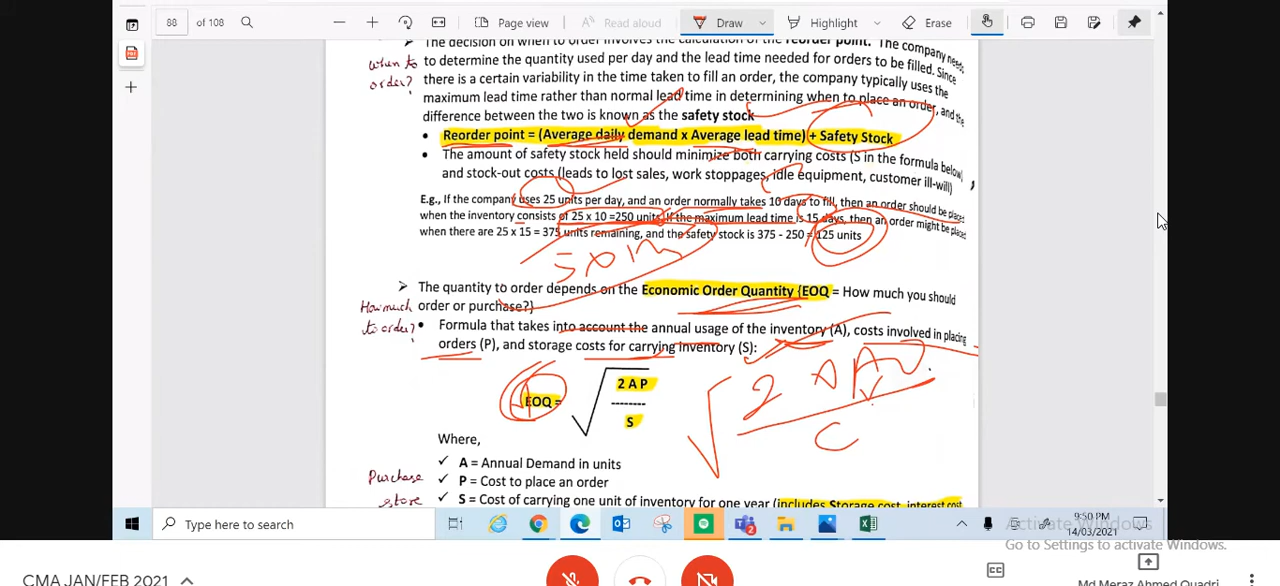 88 of 108
Page view
Read aloud
Draw
Highlight
Erase
The decision on when to order involves the calculation of the reorder point. The company needs
to determine the quantity used per day and the lead time needed for orders to be filled. Since
there is a certain variability in the time taken to fill an order, the company typically uses the
maximum lead time rather than normal lead time in determining when to place an order, and the
difference between the two is known as the safety stock
when to
order?
• Reorder point = (Average daily demand x Average lead time) + Safety Stock
• The amount of safety stock held should minimize both carrying costs (S in the formula below)
and stock-out costs (leads to lost sales, work stoppages, idle equipment, customer ill-will)
E.g., If the company uses 25 units per day, and an order normally takes 10 days to fill, then an order should be place
when the inventory consists of 25 x 10 =250 units. If the maximum lead time is 15 days, then an order might be place
when there are 25 x 15 = 375 units remaining, and the safety stock is 375 - 250 = 125 units
The quantity to order depends on the Economic Order Quantity {EOQ = How much you should
order or purchase?}
How much
to order?
• Formula that takes into account the annual usage of the inventory (A), costs involved in placing
orders (P), and storage costs for carrying inventory (S):
EOQ =
2 A P
--------
S
2
C
Where,
✓ A = Annual Demand in units
✓ P = Cost to place an order
✓ S = Cost of carrying one unit of inventory for one year (includes Storage cost, interest cost
Purchase
store
Type here to search
9:50 PM
14/03/2021
Activate Windows
Go to Settings to activate Windows.
CMA JAN/FEB 2021
Md Meraz Ahmed Quadri